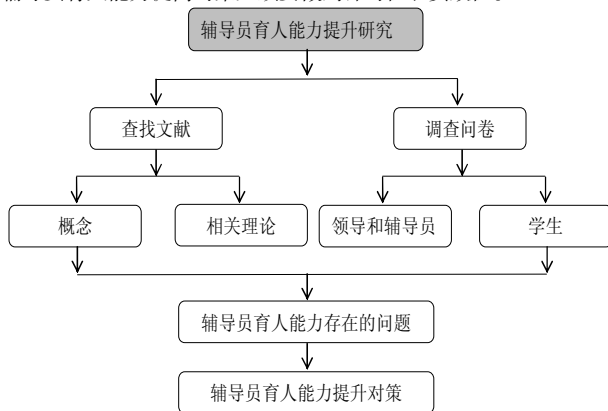 辅导员育人能力提升研究
查找文献
调查问卷
概念
相关理论
领导和辅导员
学生
辅导员育人能力存在的问题
辅导员育人能力提升对策